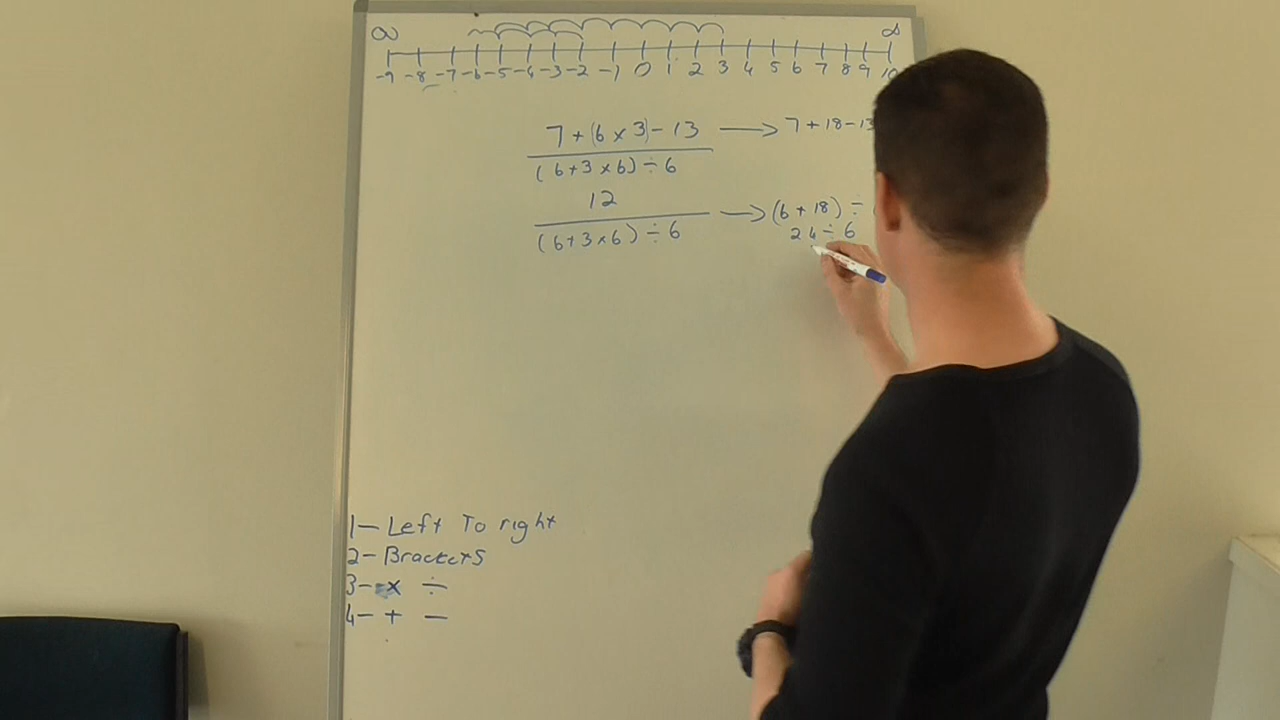 ∞ ∞
-9 -8 -7 -6 -5 -4 -3 -2 -1 0 1 2 3 4 5 6 7 8 9 10
7 + (6 x 3) - 13 → 7 + 18 - 13
(6 + 3 x 6) ÷ 6
12
(6 + 3 x 6) ÷ 6 → (6 + 18) ÷
24 ÷ 6
1- Left To right
2- Brackets
3- x ÷
4- + -